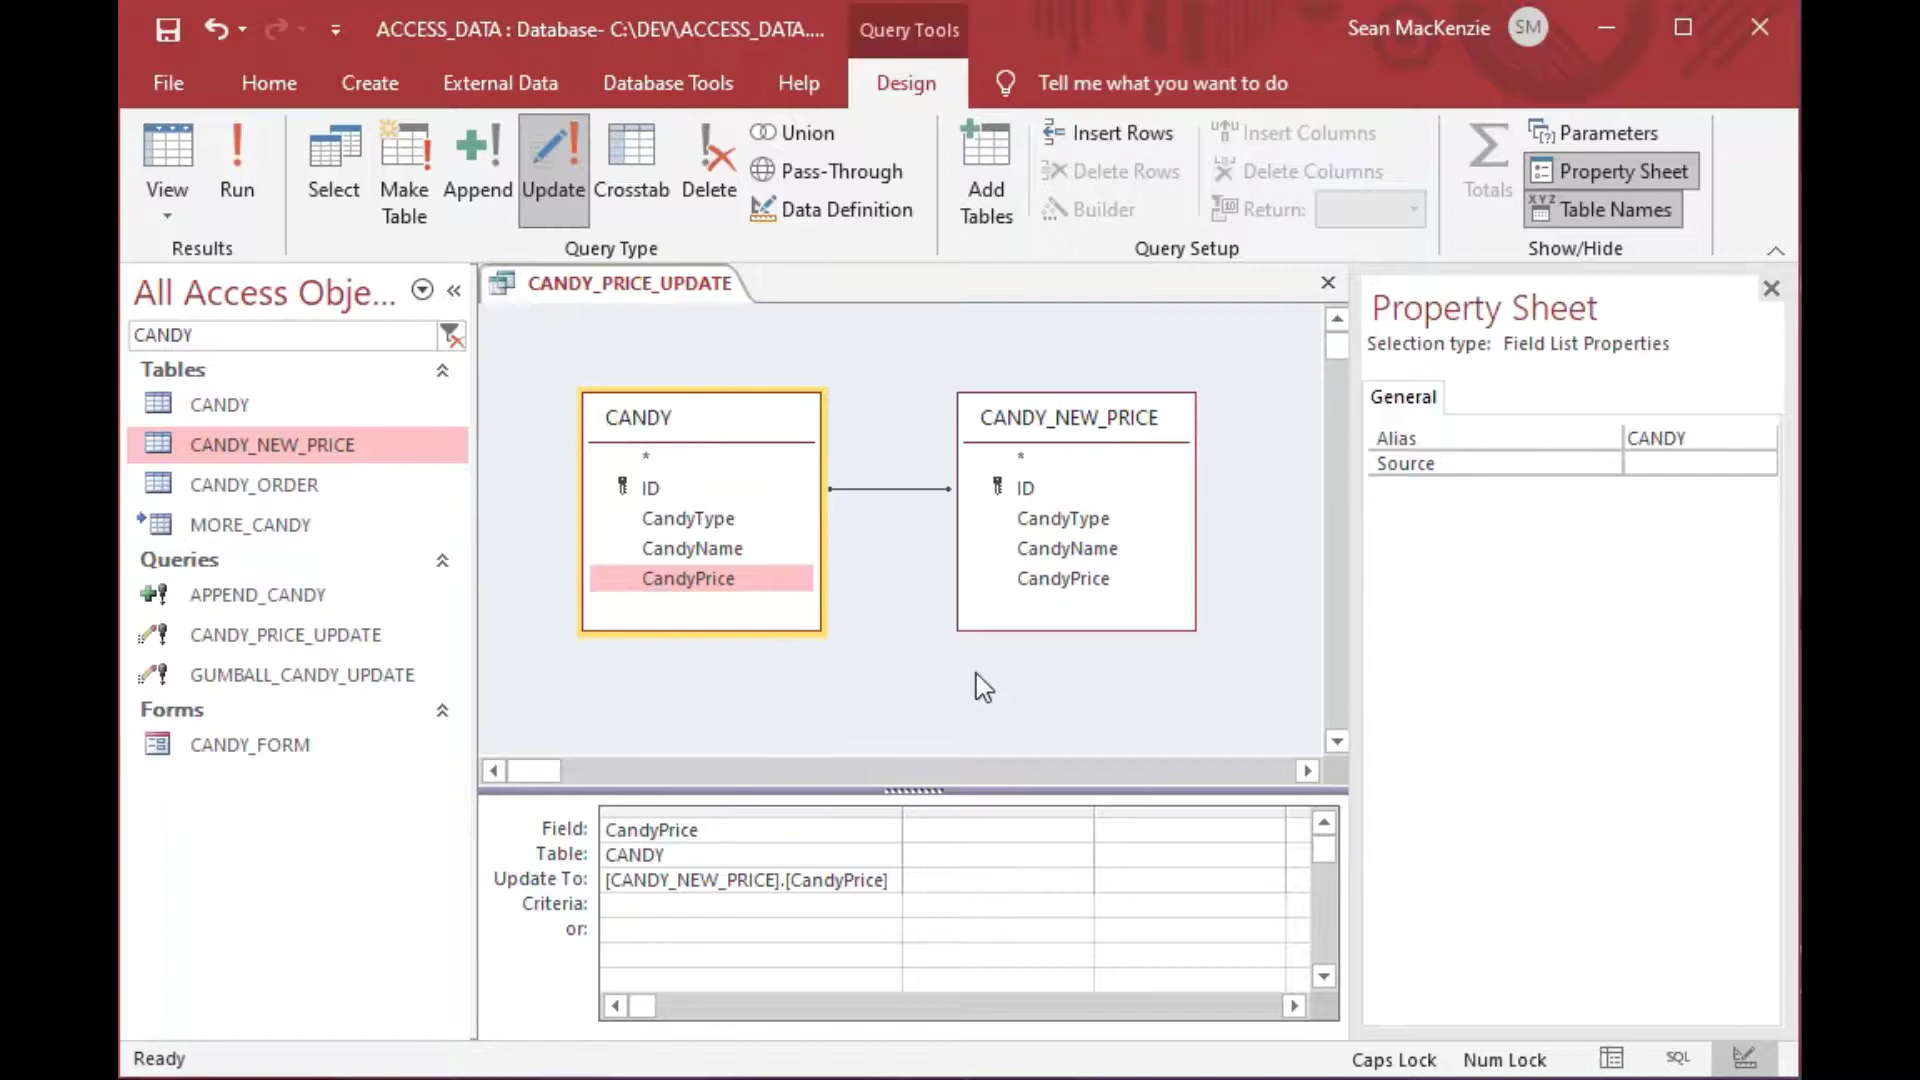 ACCESS_DATA : Database- C:\DEV\ACCESS_DATA....
Query Tools
Sean MacKenzie
SM
File
Home
Create
External Data
Database Tools
Help
Design
Tell me what you want to do
View
Run
Results
Select
Make
Table
Append
Update
Crosstab
Delete
Union
Pass-Through
Data Definition
Query Type
Add
Tables
Insert Rows
Delete Rows
Builder
Insert Columns
Delete Columns
Return:
Query Setup
Totals
Parameters
Property Sheet
XYZ
Table Names
Show/Hide
All Access Obje...
CANDY
Tables
CANDY
CANDY_NEW_PRICE
CANDY_ORDER
MORE_CANDY
Queries
APPEND_CANDY
CANDY_PRICE_UPDATE
GUMBALL_CANDY_UPDATE
Forms
CANDY_FORM
CANDY_PRICE_UPDATE
CANDY
*
ID
CandyType
CandyName
CandyPrice
CANDY_NEW_PRICE
*
ID
CandyType
CandyName
CandyPrice
Field: CandyPrice
Table: CANDY
Update To: [CANDY_NEW_PRICE].[CandyPrice]
Criteria:
or:
Property Sheet
Selection type: Field List Properties
General
Alias CANDY
Source
Ready
Caps Lock
Num Lock
SQL